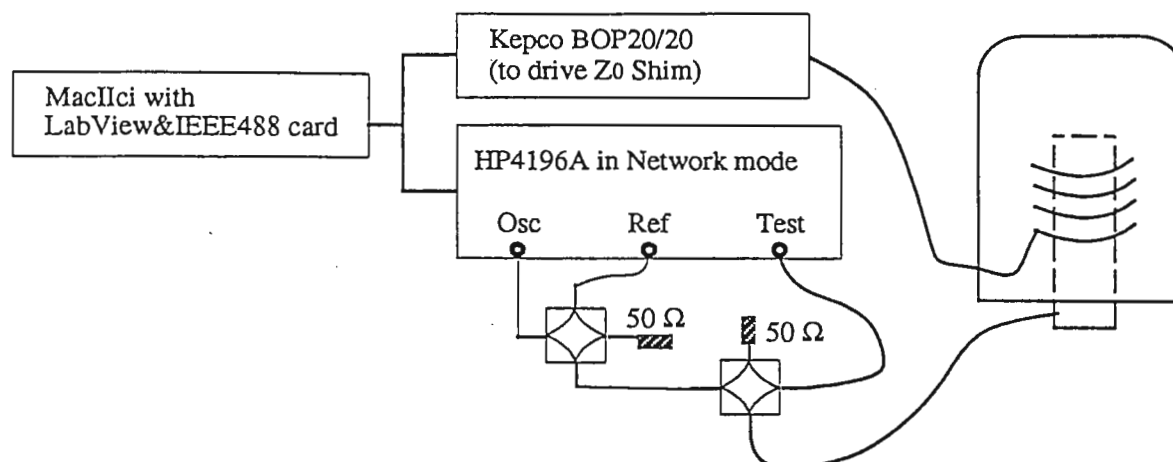 Kepco BOP20/20
(to drive Z0 Shim)
MacIIci with
LabView&IEEE488 card
HP4196A in Network mode
Osc Ref Test
50 Ω
50 Ω